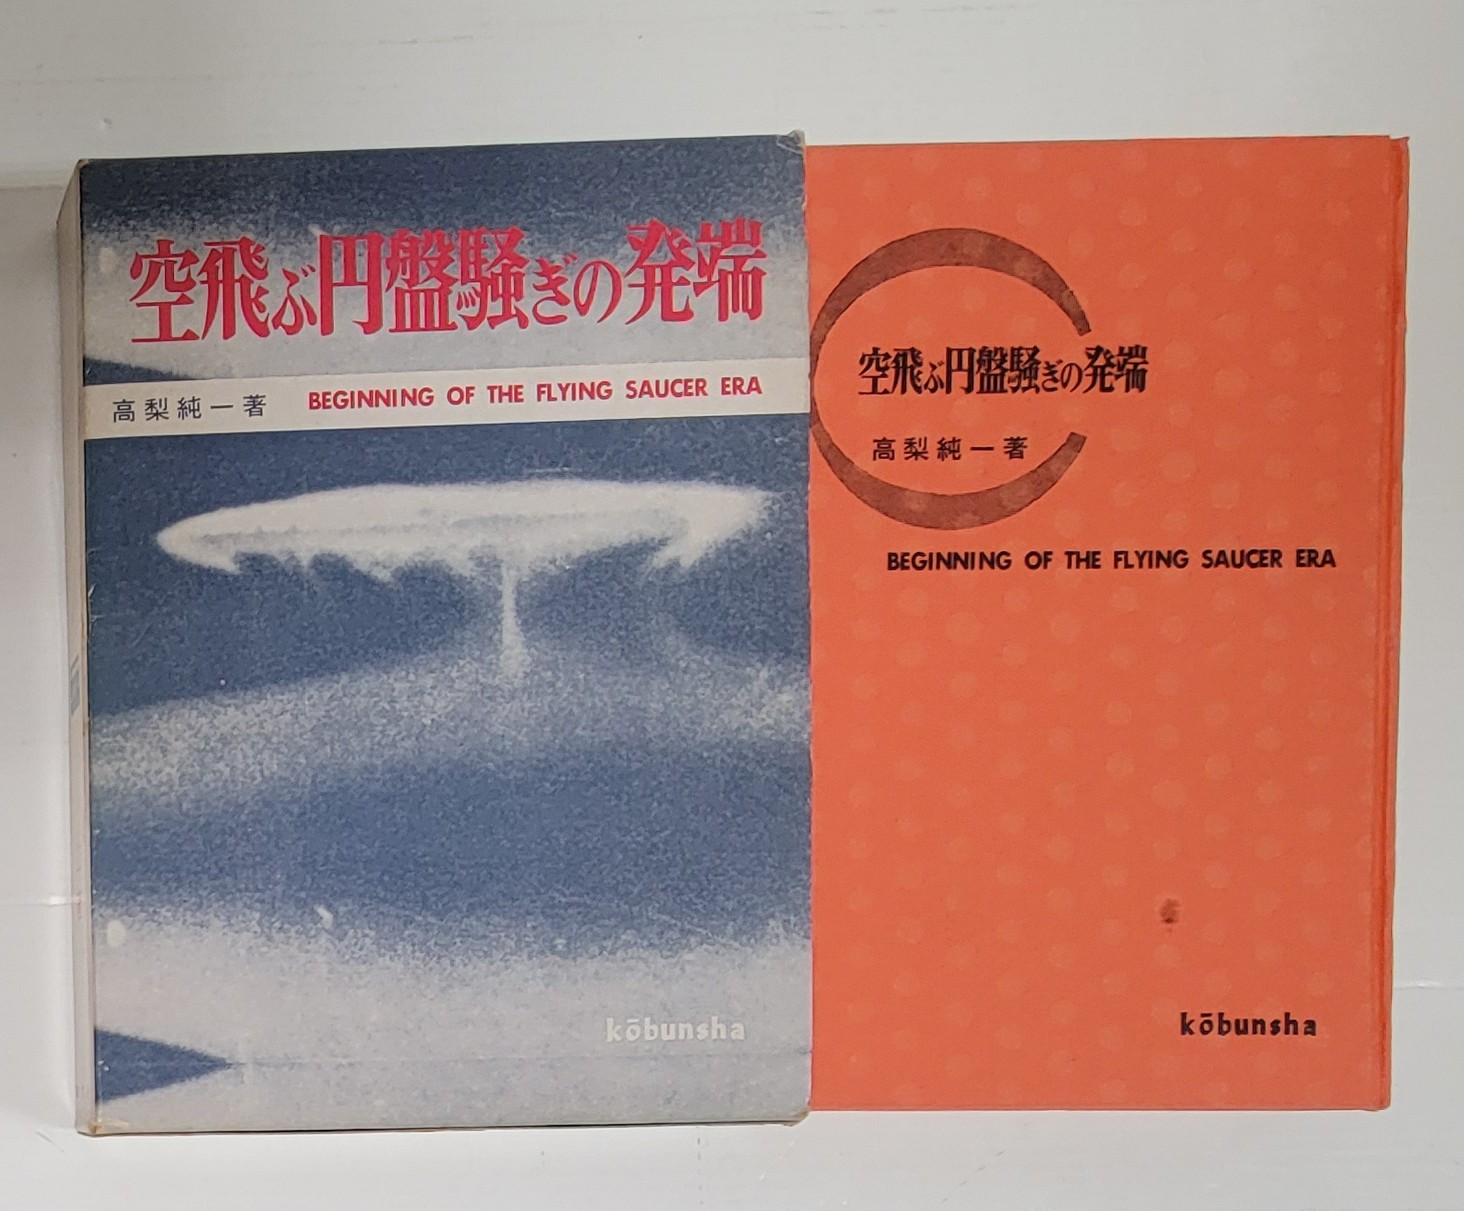 空飛ぶ円盤騒ぎの発端
高梨純一著 BEGINNING OF THE FLYING SAUCER ERA
kōbunsha
空飛ぶ円盤騒ぎの発端
高梨純一著
BEGINNING OF THE FLYING SAUCER ERA
kōbunsha